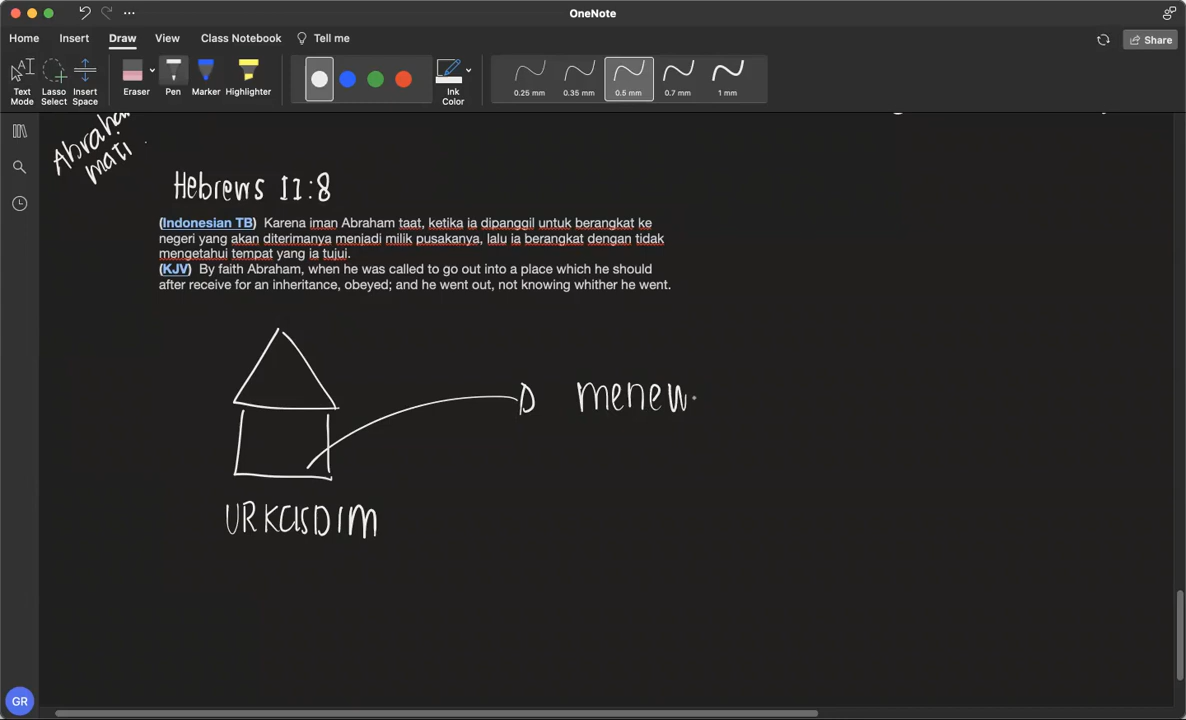 OneNote
Home Insert Draw View Class Notebook Tell me
Share
Text Mode
Lasso Select
Insert Space
Eraser
Pen
Marker
Highlighter
Ink Color
0.25 mm
0.35 mm
0.5 mm
0.7 mm
1 mm
Abraham
mati
Hebrews 11:8
(Indonesian TB) Karena iman Abraham taat, ketika ia dipanggil untuk berangkat ke
negeri yang akan diterimanya menjadi milik pusakanya, lalu ia berangkat dengan tidak
mengetahui tempat yang ia tujui.
(KJV) By faith Abraham, when he was called to go out into a place which he should
after receive for an inheritance, obeyed; and he went out, not knowing whither he went.
menew
URKASDIM
GR